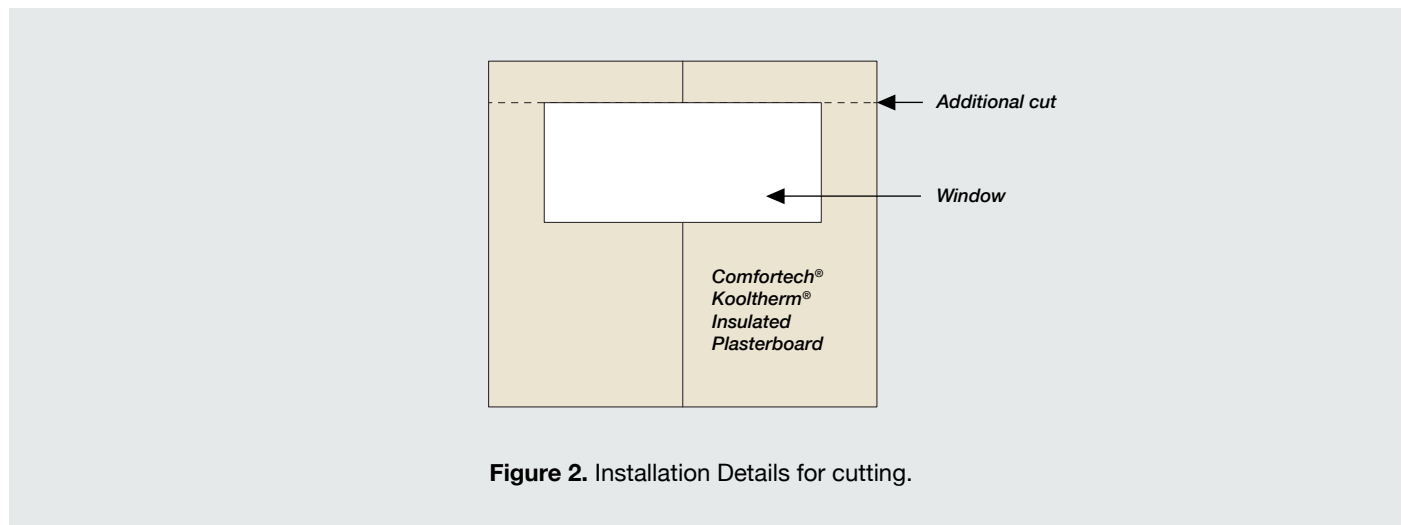 Additional cut
Window
Comfortech®
Kooltherm®
Insulated
Plasterboard
Figure 2. Installation Details for cutting.